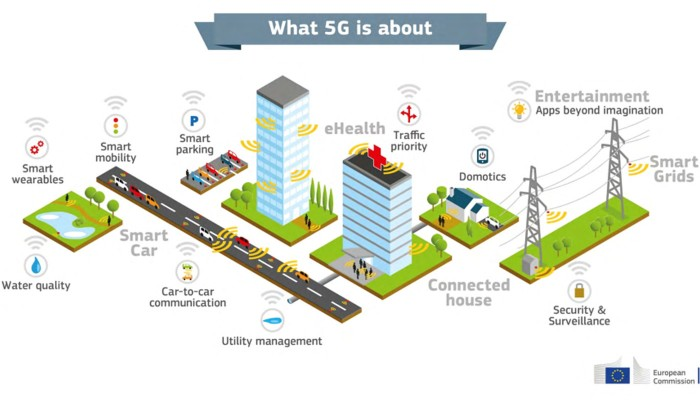 What 5G is about
Entertainment
Apps beyond imagination
eHealth
Smart
wearables
Smart
mobility
P
Smart
parking
Traffic
priority
Domotics
Smart
Grids
Smart
Car
Water quality
Car-to-car
communication
Connected
house
Utility management
Security &
Surveillance
European
Commission